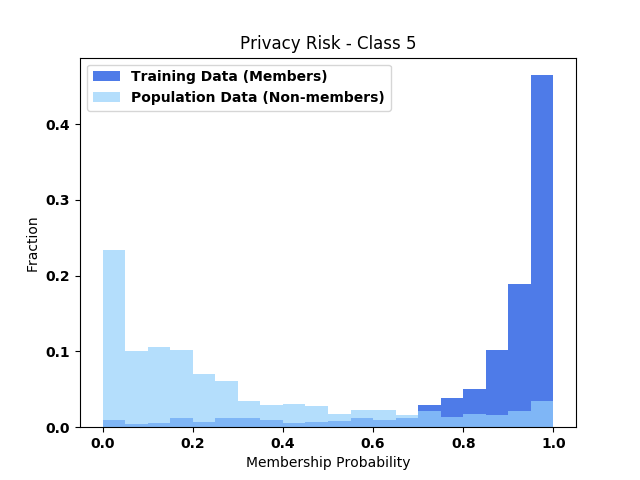 Privacy Risk - Class 5
Training Data (Members)
Population Data (Non-members)
0.4
0.3
0.2
0.1
0.0
Fraction
0.0 0.2 0.4 0.6 0.8 1.0
Membership Probability